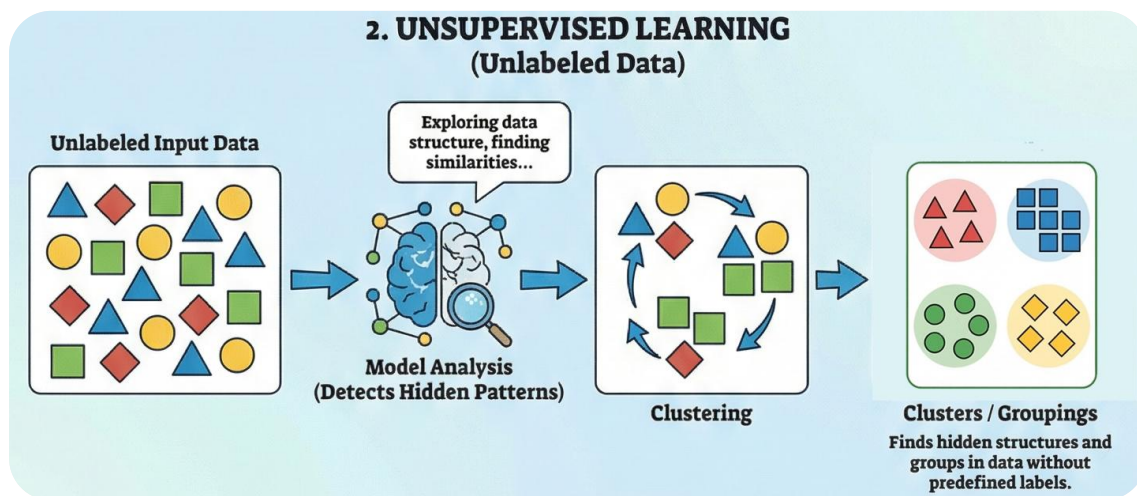 2. UNSUPERVISED LEARNING
(Unlabeled Data)
Unlabeled Input Data
Exploring data
structure, finding
similarities...
Model Analysis
(Detects Hidden Patterns)
Clustering
Clusters / Groupings
Finds hidden structures and
groups in data without
predefined labels.